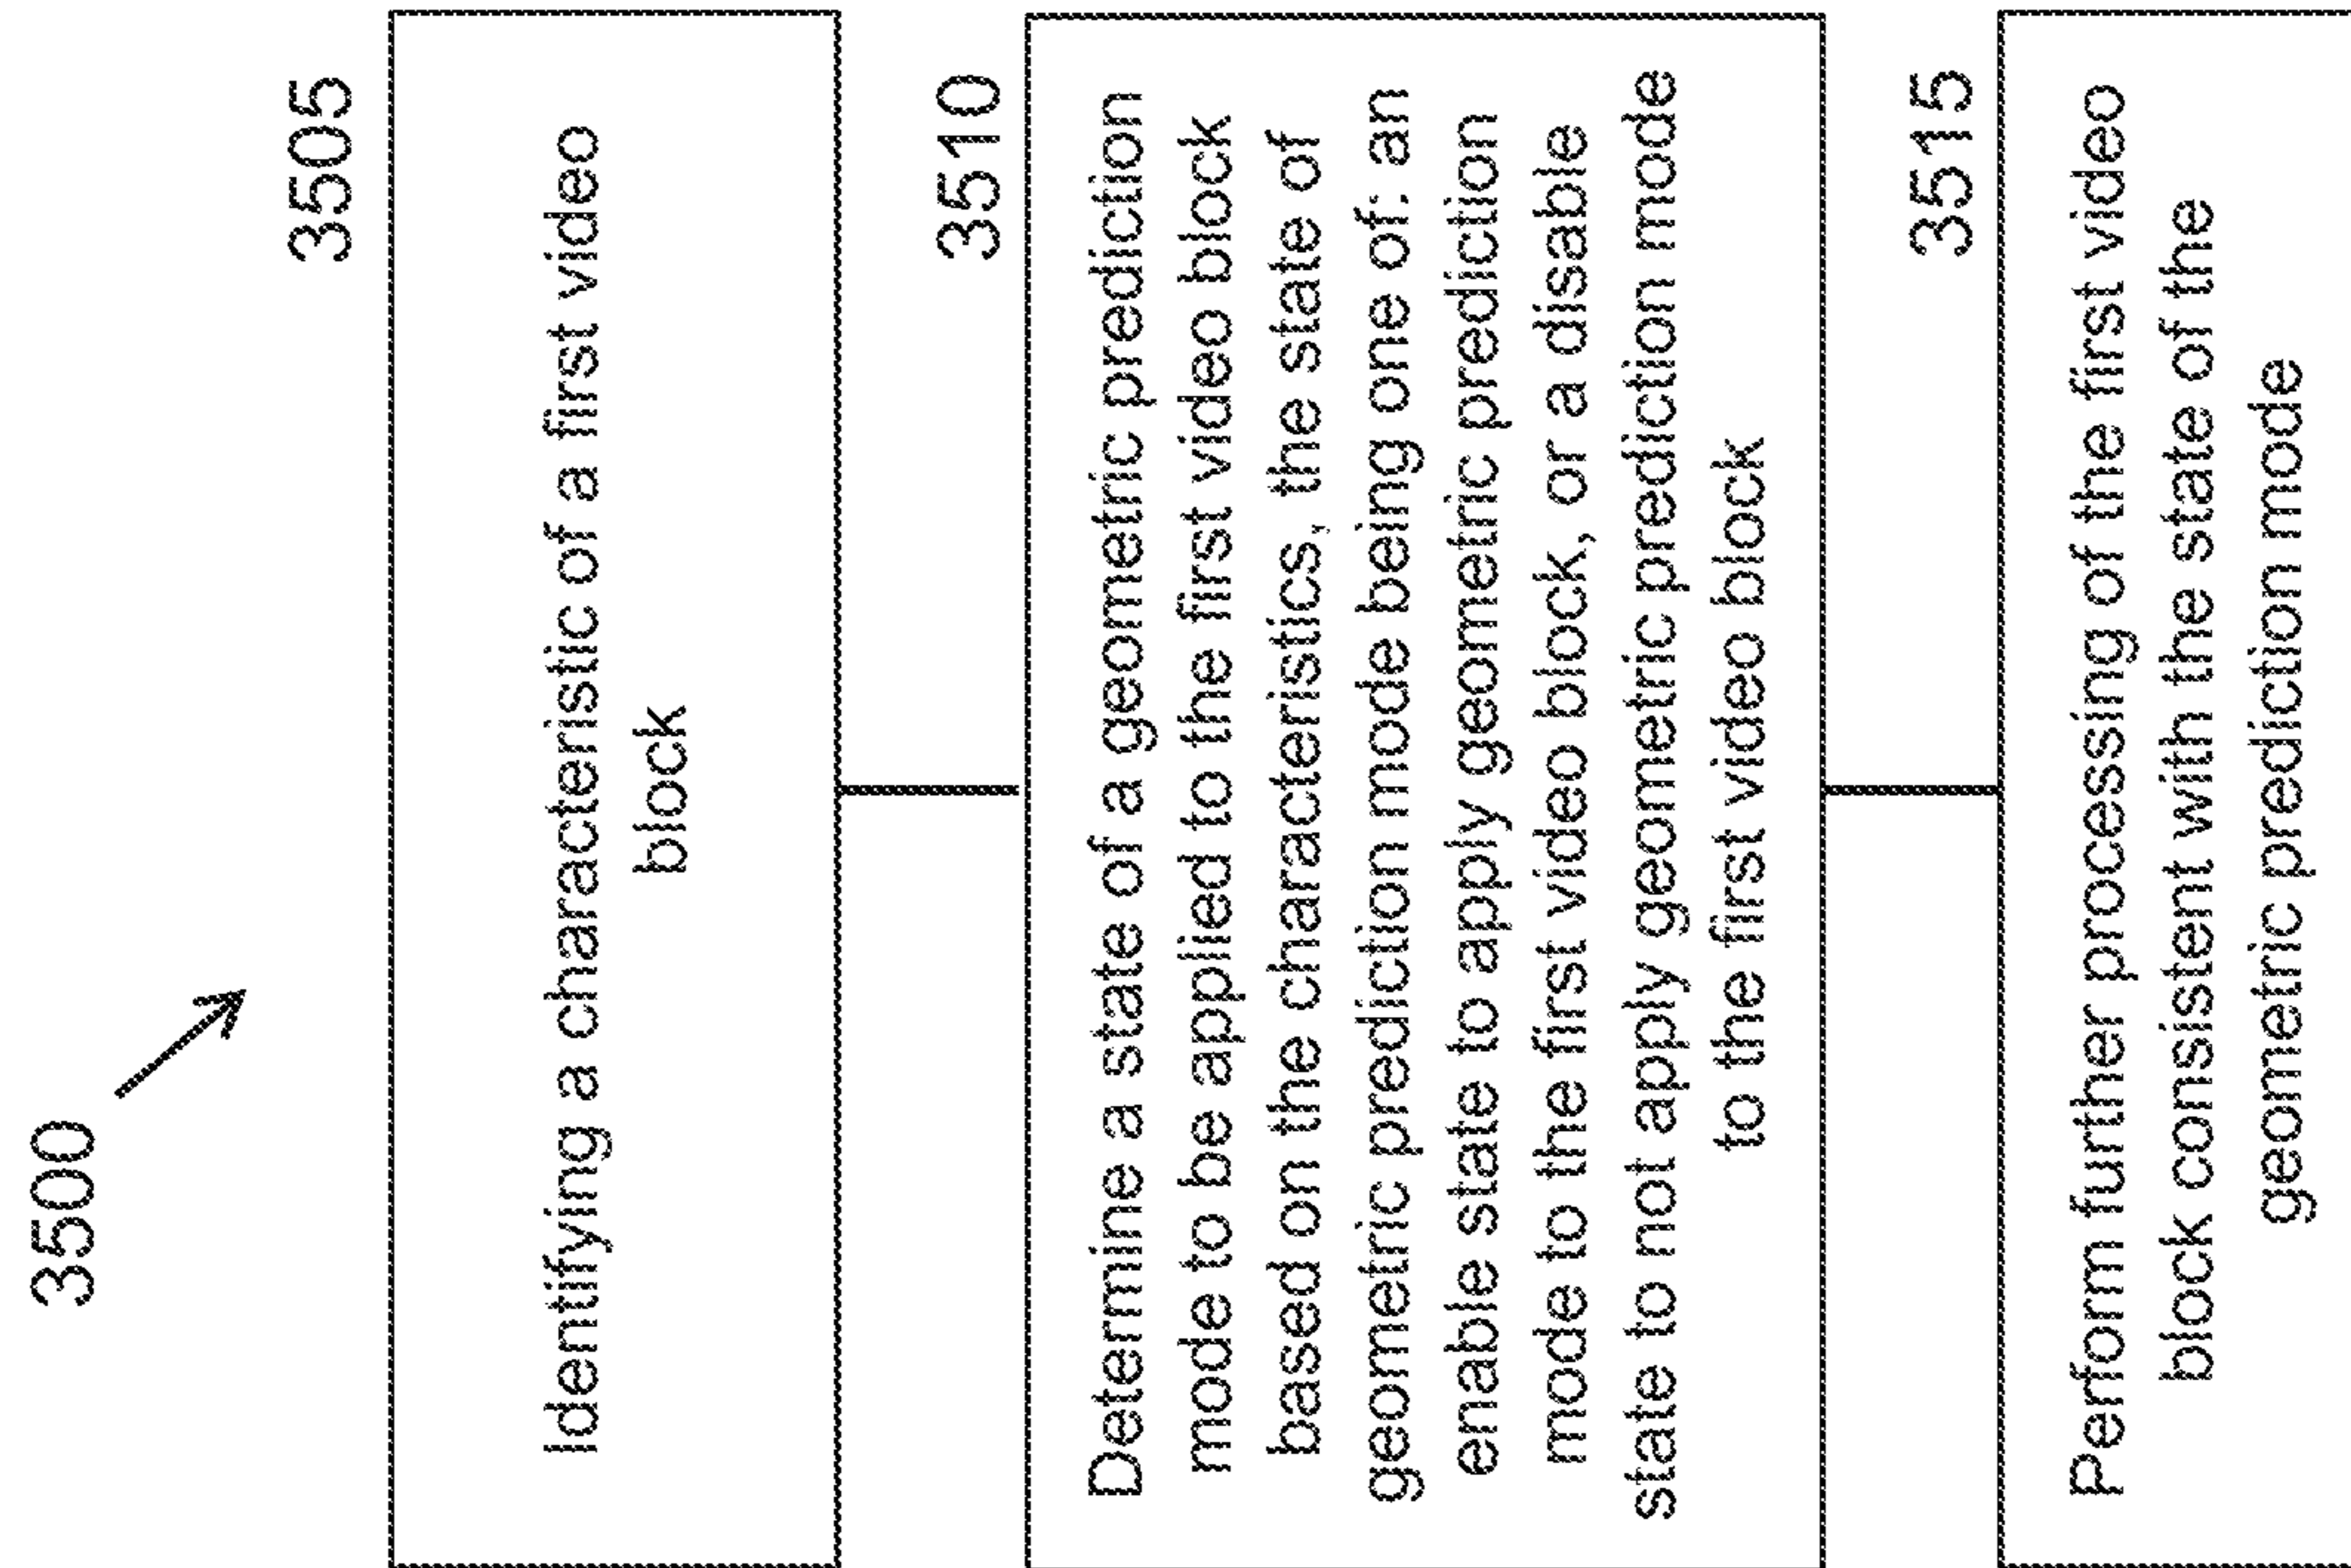 3500
3505
Identifying a characteristic of a first video
block
3510
Determine a state of a geometric prediction
mode to be applied to the first video block
based on the characteristics, the state of
geometric prediction mode being one of: an
enable state to apply geometric prediction
mode to the first video block, or a disable
state to not apply geometric prediction mode
to the first video block
3515
Perform further processing of the first video
block consistent with the state of the
geometric prediction mode